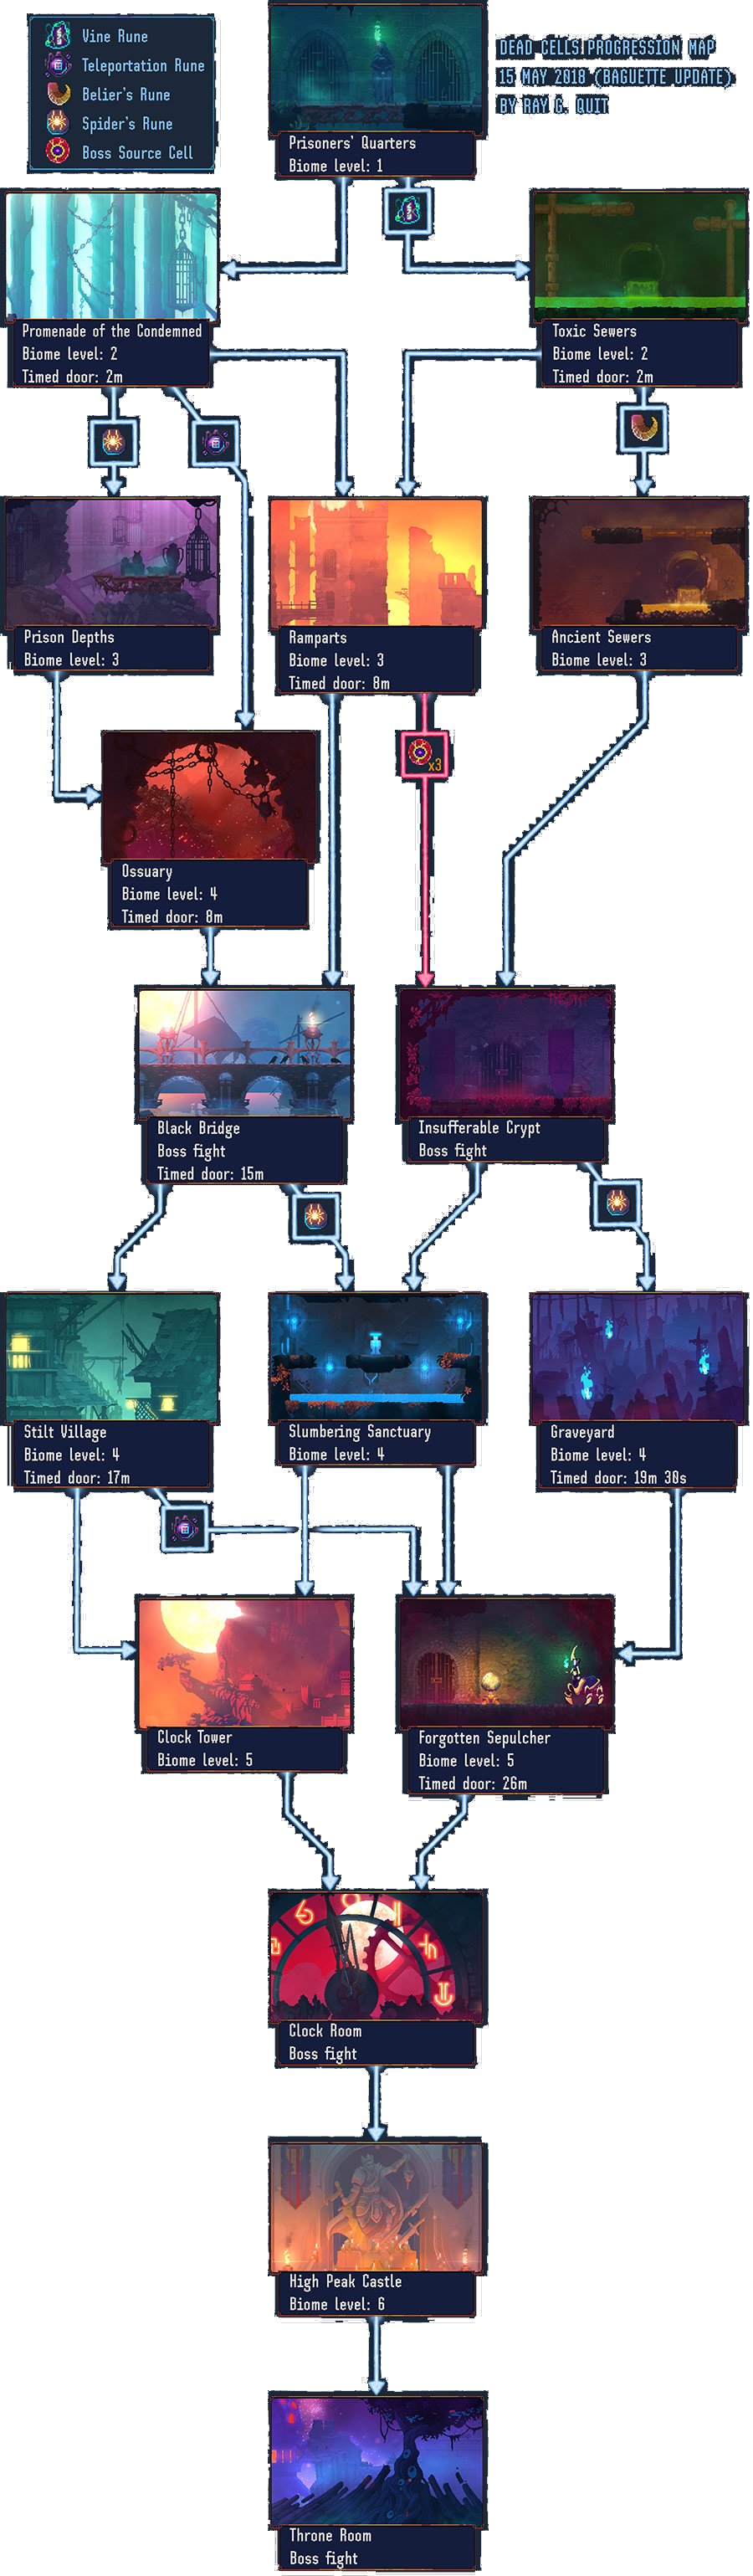 Vine Rune
Teleportation Rune
Belier's Rune
Spider's Rune
Boss Source Cell
DEAD CELLS PROGRESSION MAP
15 MAY 2018 (BAGUETTE UPDATE)
BY RAY G. QUIT
Prisoners' Quarters
Biome level: 1
Promenade of the Condemned
Biome level: 2
Timed door: 2m
Toxic Sewers
Biome level: 2
Timed door: 2m
Prison Depths
Biome level: 3
Ramparts
Biome level: 3
Timed door: 8m
Ancient Sewers
Biome level: 3
x3
Ossuary
Biome level: 4
Timed door: 8m
Black Bridge
Boss fight
Timed door: 15m
Insufferable Crypt
Boss fight
Stilt Village
Biome level: 4
Timed door: 17m
Slumbering Sanctuary
Biome level: 4
Graveyard
Biome level: 4
Timed door: 19m 30s
Clock Tower
Biome level: 5
Forgotten Sepulcher
Biome level: 5
Timed door: 26m
Clock Room
Boss fight
High Peak Castle
Biome level: 6
Throne Room
Boss fight